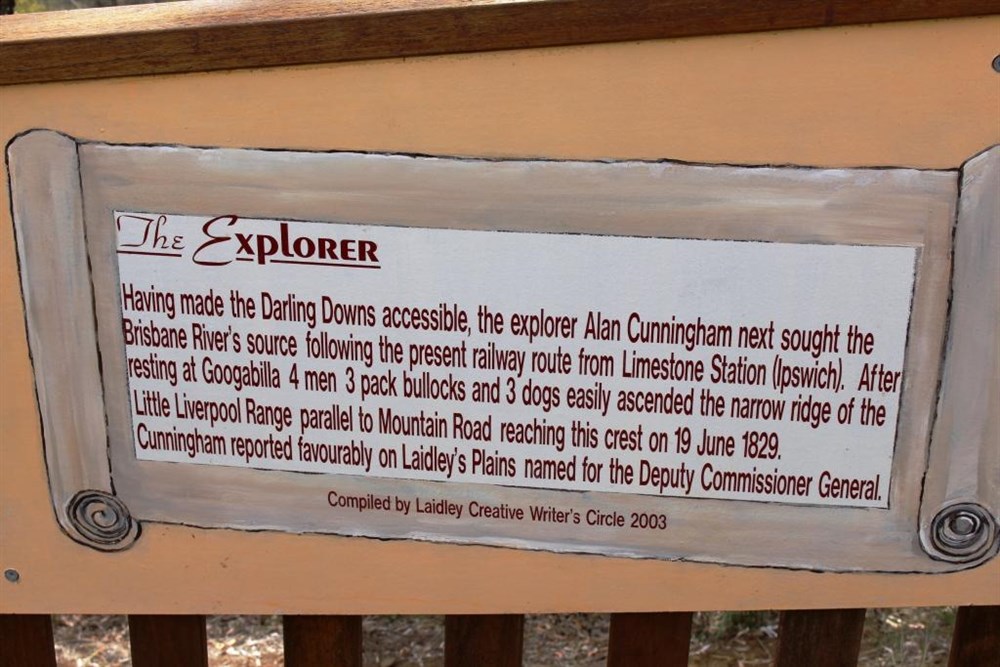 The Explorer
Having made the Darling Downs accessible, the explorer Alan Cunningham next sought the
Brisbane River's source following the present railway route from Limestone Station (Ipswich). After
resting at Googabilla 4 men 3 pack bullocks and 3 dogs easily ascended the narrow ridge of the
Little Liverpool Range parallel to Mountain Road reaching this crest on 19 June 1829.
Cunningham reported favourably on Laidley's Plains named for the Deputy Commissioner General.
Compiled by Laidley Creative Writer's Circle 2003